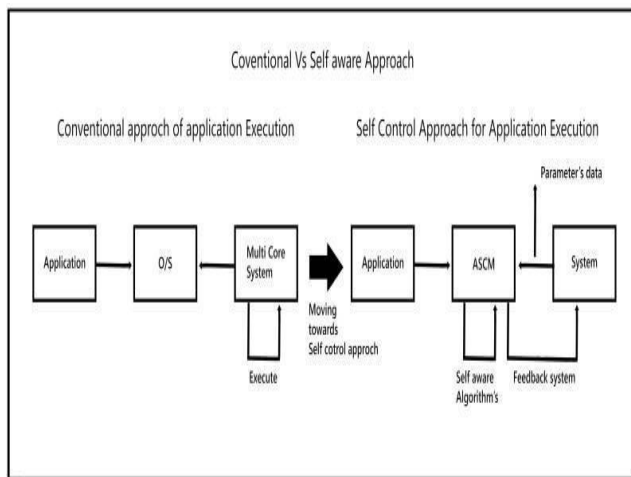 Coventional Vs Self aware Approach
Conventional approch of application Execution
Self Control Approach for Application Execution
Parameter's data
Application
O/S
Multi Core
System
Application
ASCM
System
Moving
towards
Self cotrol approch
Execute
Self aware
Algorithm's
Feedback system